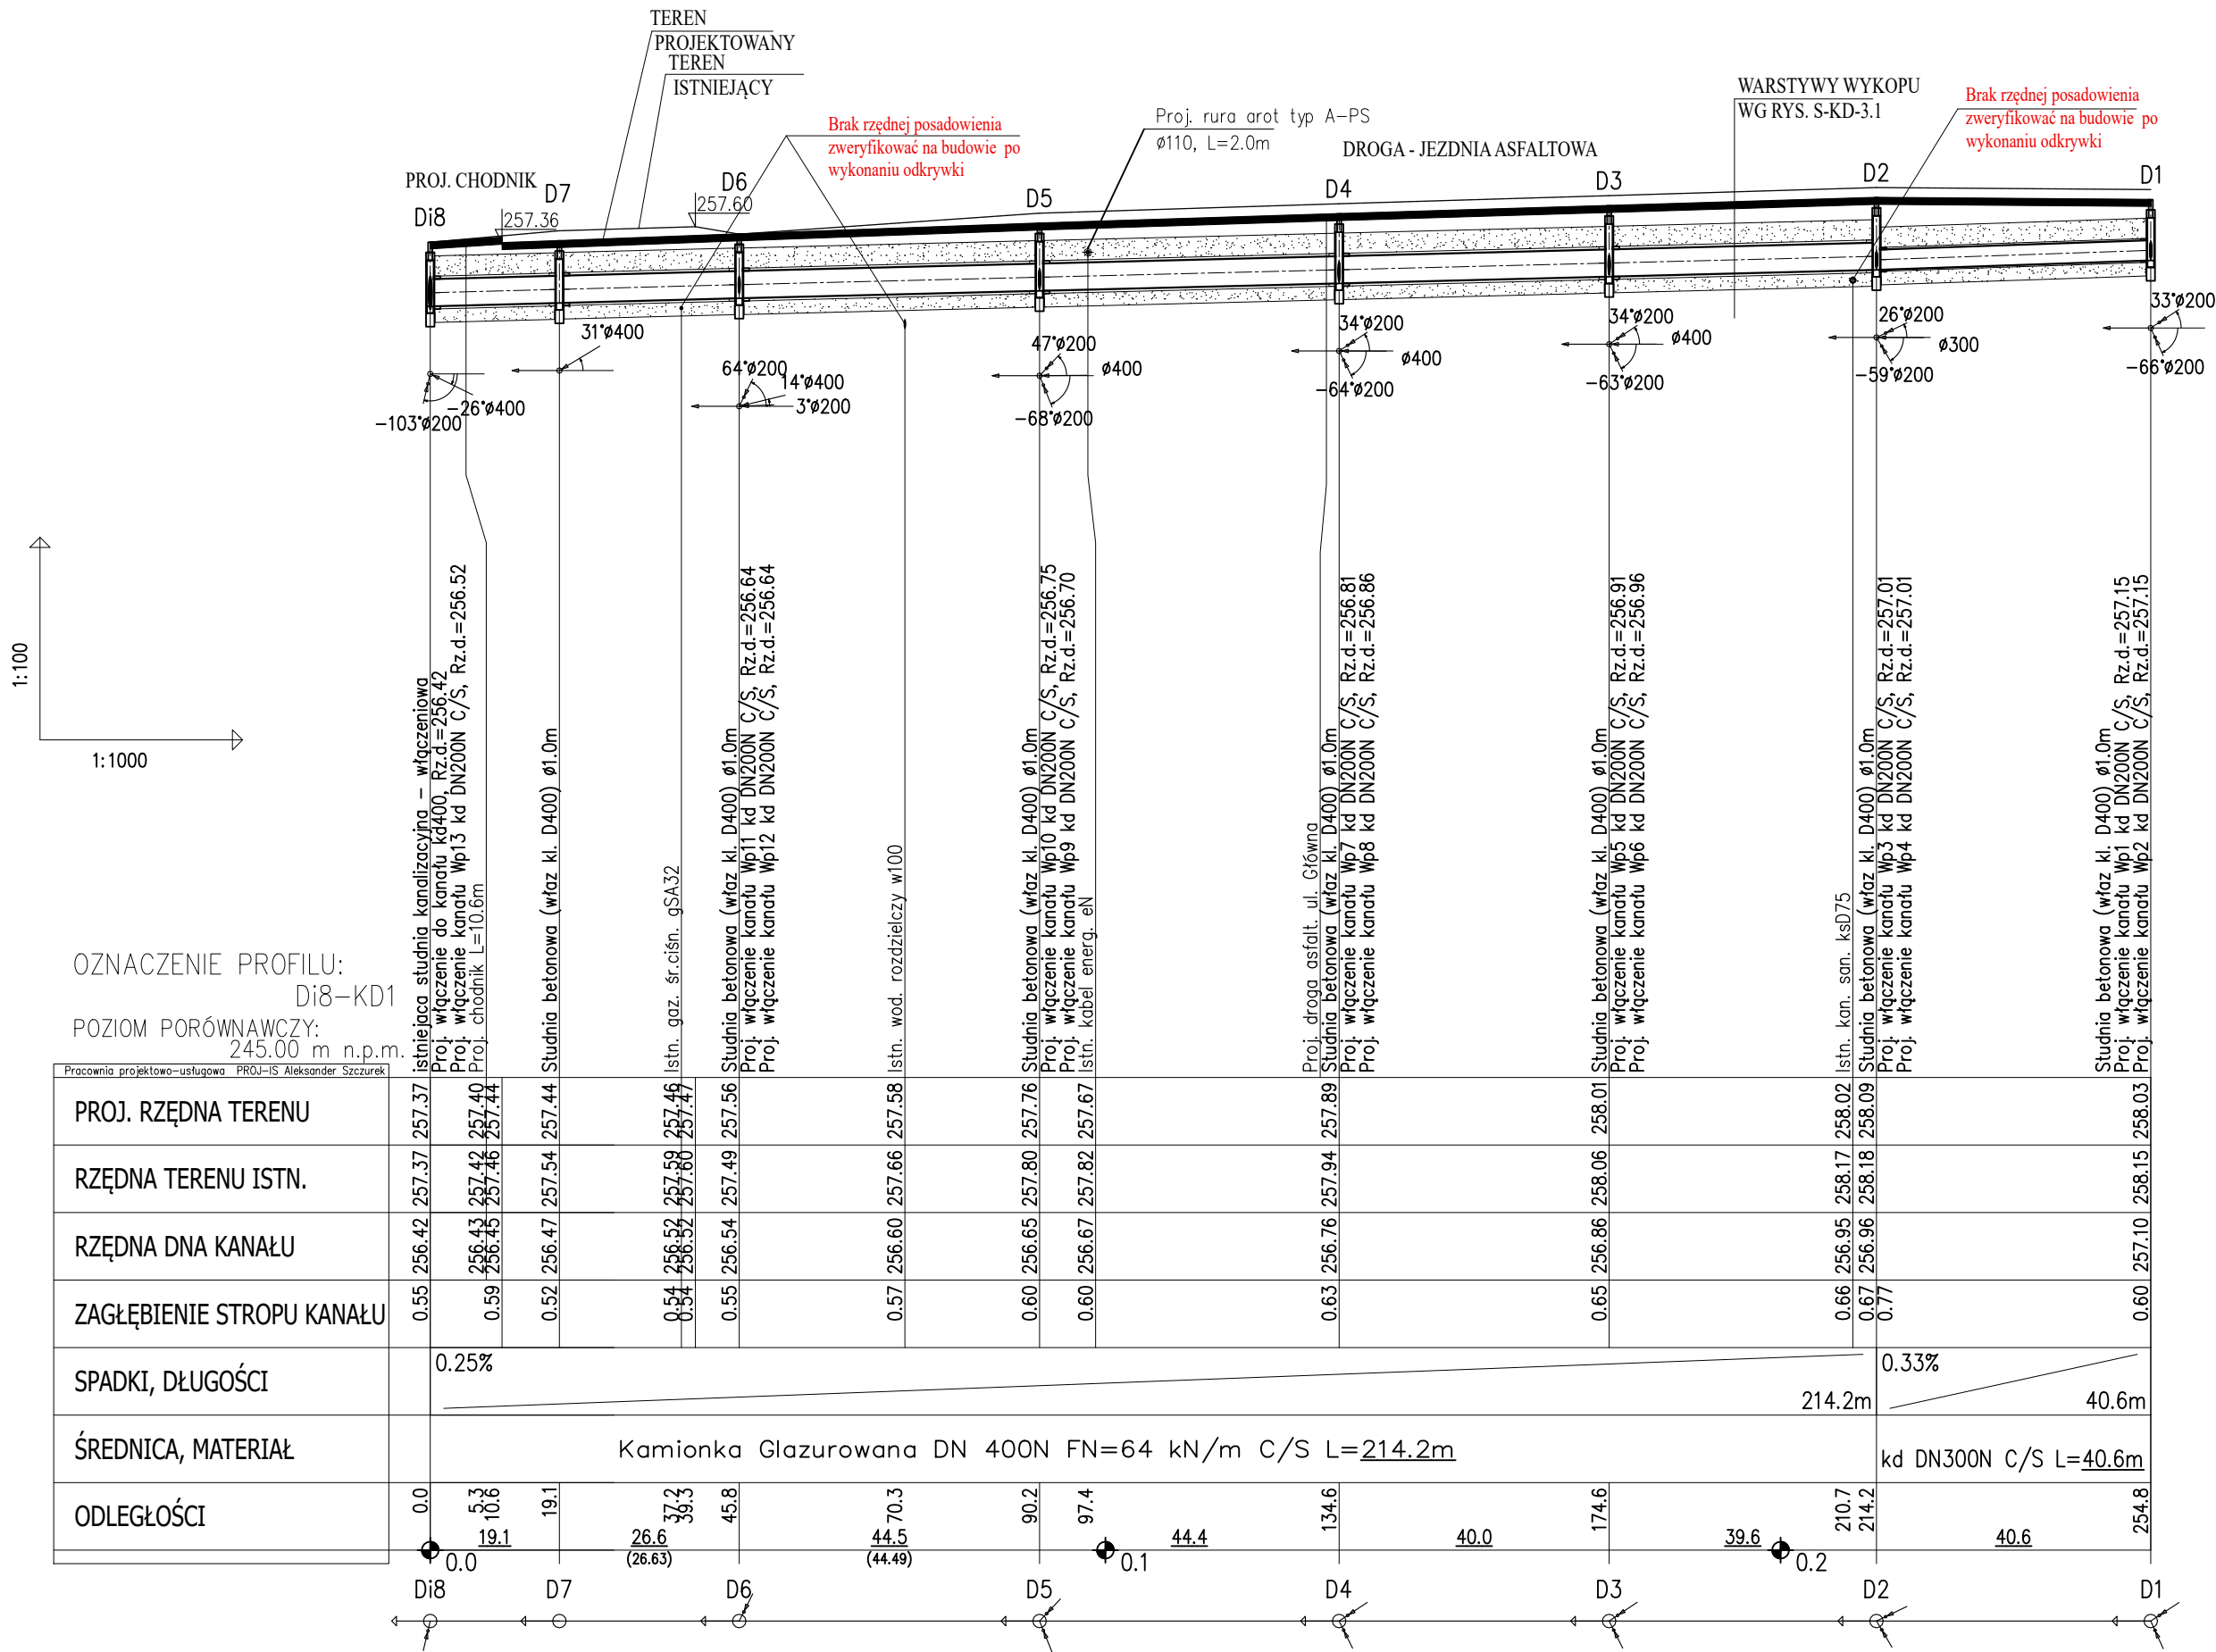 TEREN
PROJEKTOWANY
TEREN
ISTNIEJĄCY
Brak rzędnej posadowienia
zweryfikować na budowie po
wykonaniu odkrywki
Proj. rura arot typ A-PS
ø110, L=2.0m
DROGA - JEZDNIA ASFALTOWA
WARSTYWY WYKOPU
WG RYS. S-KD-3.1
Brak rzędnej posadowienia
zweryfikować na budowie po
wykonaniu odkrywki
PROJ. CHODNIK
Di8
D7
D6
D5
D4
D3
D2
D1
257.36
257.60
-103°ø200
-26°ø400
31°ø400
64°ø200
14°ø400
3°ø200
47°ø200
ø400
-68°ø200
34°ø200
ø400
-64°ø200
34°ø200
ø400
-63°ø200
26°ø200
ø300
-59°ø200
33°ø200
-66°ø200
1:100
1:1000
istniejąca studnia kanalizacyjna - włączeniowa
Proj. włączenie do kanału kd400, Rz.d.=256.42
Proj. włączenie kanału Wp13 kd DN200N C/S, Rz.d.=256.52
Proj. chodnik L=10.6m
Studnia betonowa (właz kl. D400) ø1.0m
Istn. gaz. śr.ciśn. gSA32
Studnia betonowa (właz kl. D400) ø1.0m
Proj. włączenie kanału Wp11 kd DN200N C/S, Rz.d.=256.64
Proj. włączenie kanału Wp12 kd DN200N C/S, Rz.d.=256.64
Istn. wod. rozdzielczy w100
Studnia betonowa (właz kl. D400) ø1.0m
Proj. włączenie kanału Wp10 kd DN200N C/S, Rz.d.=256.75
Proj. włączenie kanału Wp9 kd DN200N C/S, Rz.d.=256.70
Istn. kabel energ. eN
Proj. droga asfalt. ul. Główna
Studnia betonowa (właz kl. D400) ø1.0m
Proj. włączenie kanału Wp7 kd DN200N C/S, Rz.d.=256.81
Proj. włączenie kanału Wp8 kd DN200N C/S, Rz.d.=256.86
Studnia betonowa (właz kl. D400) ø1.0m
Proj. włączenie kanału Wp5 kd DN200N C/S, Rz.d.=256.91
Proj. włączenie kanału Wp6 kd DN200N C/S, Rz.d.=256.96
Istn. kan. san. ksD75
Studnia betonowa (właz kl. D400) ø1.0m
Proj. włączenie kanału Wp3 kd DN200N C/S, Rz.d.=257.01
Proj. włączenie kanału Wp4 kd DN200N C/S, Rz.d.=257.01
Studnia betonowa (właz kl. D400) ø1.0m
Proj. włączenie kanału Wp1 kd DN200N C/S, Rz.d.=257.15
Proj. włączenie kanału Wp2 kd DN200N C/S, Rz.d.=257.15
OZNACZENIE PROFILU:
Di8-KD1
POZIOM PORÓWNAWCZY:
245.00 m n.p.m.
Pracownia projektowo-usługowa PROJ-IS Aleksander Szczurek
PROJ. RZĘDNA TERENU 257.37 257.40 257.44 257.44 257.46 257.47 257.56 257.58 257.76 257.67 257.89 258.01 258.02 258.09 258.03
RZĘDNA TERENU ISTN. 257.37 257.42 257.46 257.54 257.59 257.60 257.49 257.66 257.80 257.82 257.94 258.06 258.17 258.18 258.15
RZĘDNA DNA KANAŁU 256.42 256.43 256.45 256.47 256.52 256.52 256.54 256.60 256.65 256.67 256.76 256.86 256.95 256.96 257.10
ZAGŁĘBIENIE STROPU KANAŁU 0.55 0.59 0.52 0.54 0.54 0.55 0.57 0.60 0.60 0.63 0.65 0.66 0.67 0.77 0.60
SPADKI, DŁUGOŚCI 0.25% 214.2m 0.33% 40.6m
ŚREDNICA, MATERIAŁ Kamionka Glazurowana DN 400N FN=64 kN/m C/S L=214.2m kd DN300N C/S L=40.6m
ODLEGŁOŚCI 0.0 5.3 10.6 19.1 37.2 39.3 45.8 70.3 90.2 97.4 134.6 174.6 210.7 214.2 254.8
19.1 26.6 44.5 44.4 40.0 39.6 40.6
(26.63) (44.49)
0.0 0.1 0.2
Di8 D7 D6 D5 D4 D3 D2 D1